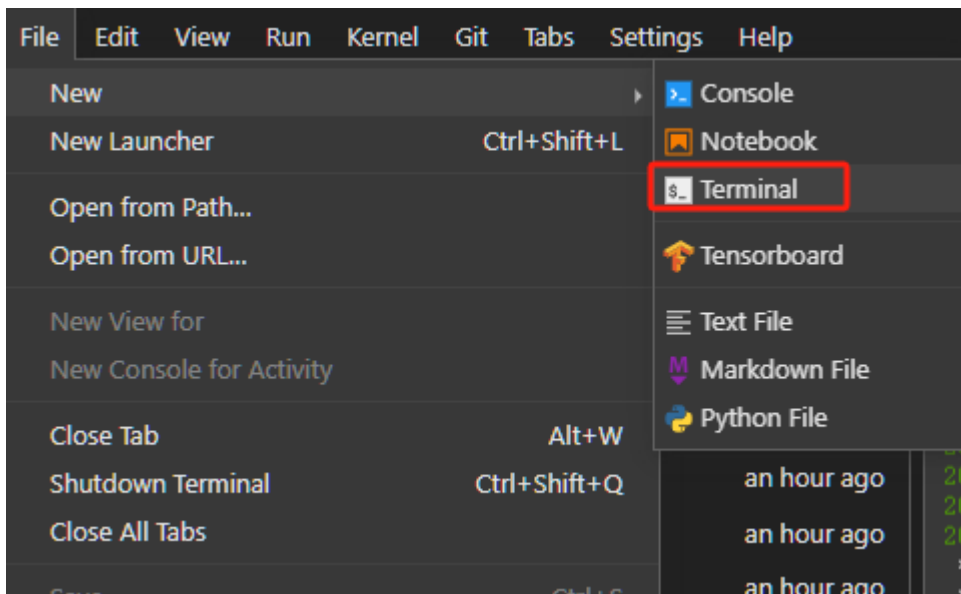 File Edit View Run Kernel Git Tabs Settings Help
New
New Launcher Ctrl+Shift+L
Open from Path...
Open from URL...
New View for
New Console for Activity
Close Tab Alt+W
Shutdown Terminal Ctrl+Shift+Q
Close All Tabs
Console
Notebook
$_ Terminal
Tensorboard
Text File
M Markdown File
Python File
an hour ago
an hour ago
an hour ago